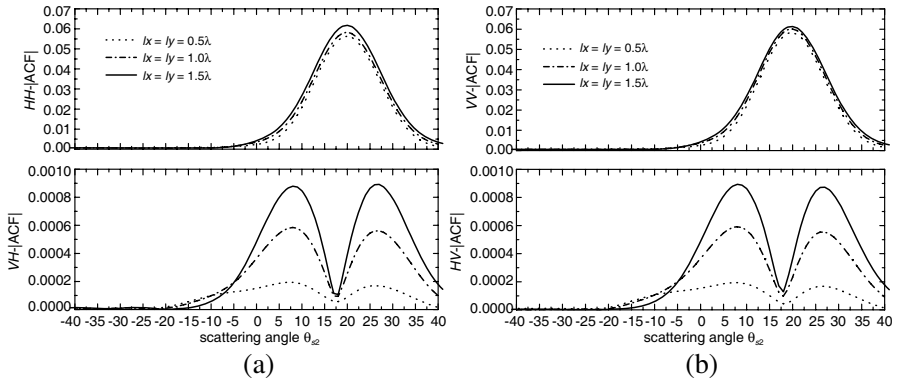 HH-|ACF|
0.07
0.06
0.05
0.04
0.03
0.02
0.01
0.00
lx = ly = 0.5λ
lx = ly = 1.0λ
lx = ly = 1.5λ
VH-|ACF|
0.0010
0.0008
0.0006
0.0004
0.0002
0.0000
-40 -35 -30 -25 -20 -15 -10 -5 0 5 10 15 20 25 30 35 40
scattering angle θs2
(a)
VV-|ACF|
0.07
0.06
0.05
0.04
0.03
0.02
0.01
0.00
lx = ly = 0.5λ
lx = ly = 1.0λ
lx = ly = 1.5λ
HV-|ACF|
0.0010
0.0008
0.0006
0.0004
0.0002
0.0000
-40 -35 -30 -25 -20 -15 -10 -5 0 5 10 15 20 25 30 35 40
scattering angle θs2
(b)